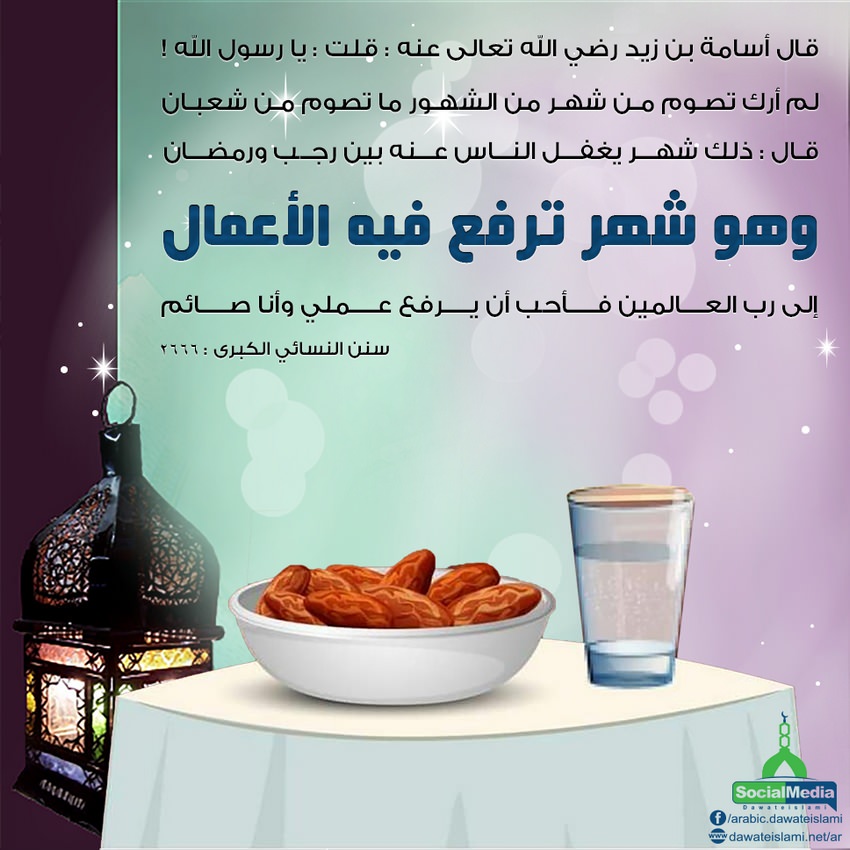 قال أسامة بن زيد رضي الله تعالى عنه : قلت : يا رسول الله !
لم أرك تصوم من شهر من الشهور ما تصوم من شعبان
قال : ذلك شهر يغفل الناس عنه بين رجب ورمضان
وهو شهر ترفع فيه الأعمال
إلى رب العالمين فأحب أن يرفع عملي وأنا صائم
سنن النسائي الكبرى : ٢٦٦٦
SocialMedia
Dawateislami
/arabic.dawateislami
dawateislami.net/ar